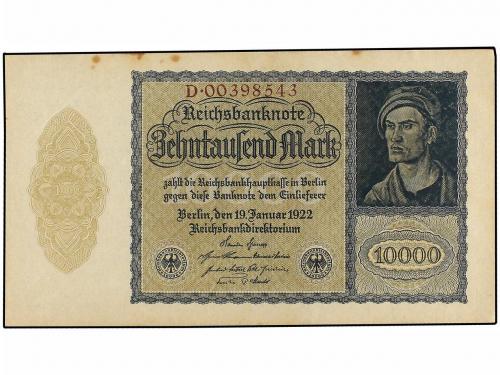 D·00398543
Reichsbanknote
Zehntausend Mark
zahlt die Reichsbankhauptkasse in Berlin
gegen diese Banknote dem Einlieferer
Berlin, den 19. Januar 1922
Reichsbankdirektorium
10000